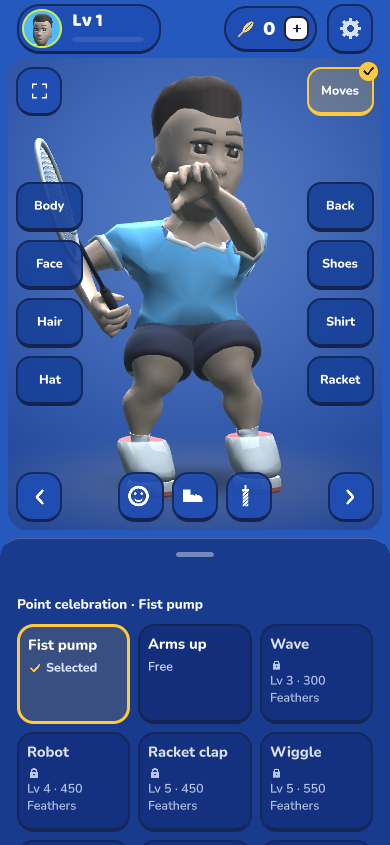 Lv 1
0
+
Moves
Body
Back
Face
Shoes
Hair
Shirt
Hat
Racket
Point celebration · Fist pump
Fist pump
Selected
Arms up
Free
Wave
Lv 3 · 300
Feathers
Robot
Lv 4 · 450
Feathers
Racket clap
Lv 5 · 450
Feathers
Wiggle
Lv 5 · 550
Feathers